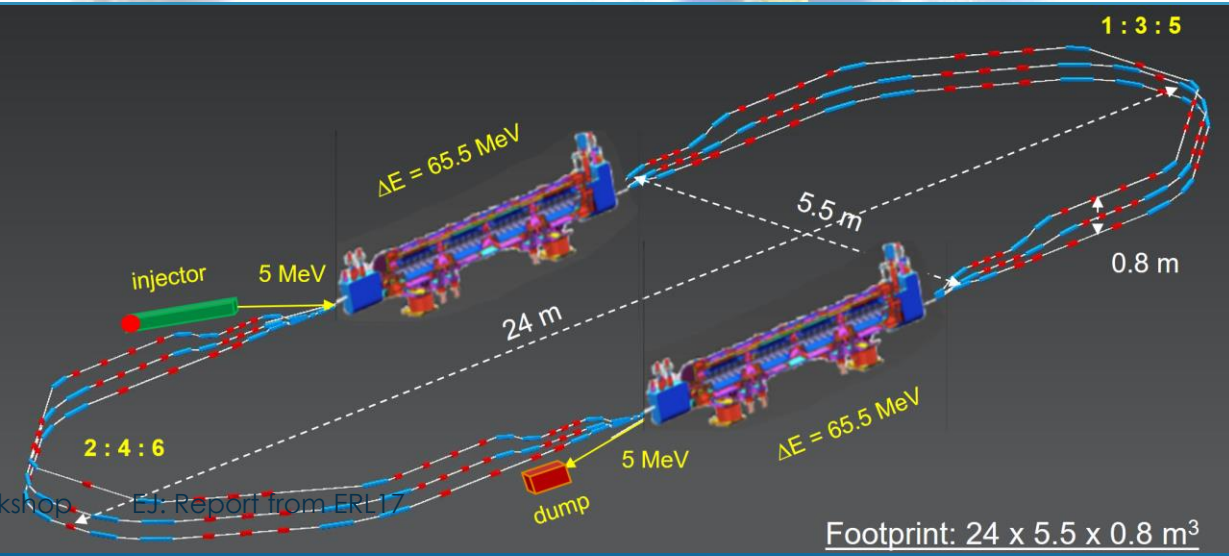 1 : 3 : 5
ΔE = 65.5 MeV
5.5 m
injector
5 MeV
0.8 m
24 m
ΔE = 65.5 MeV
2 : 4 : 6
5 MeV
dump
kshop EJ: Report from ERL17
Footprint: 24 x 5.5 x 0.8 m³